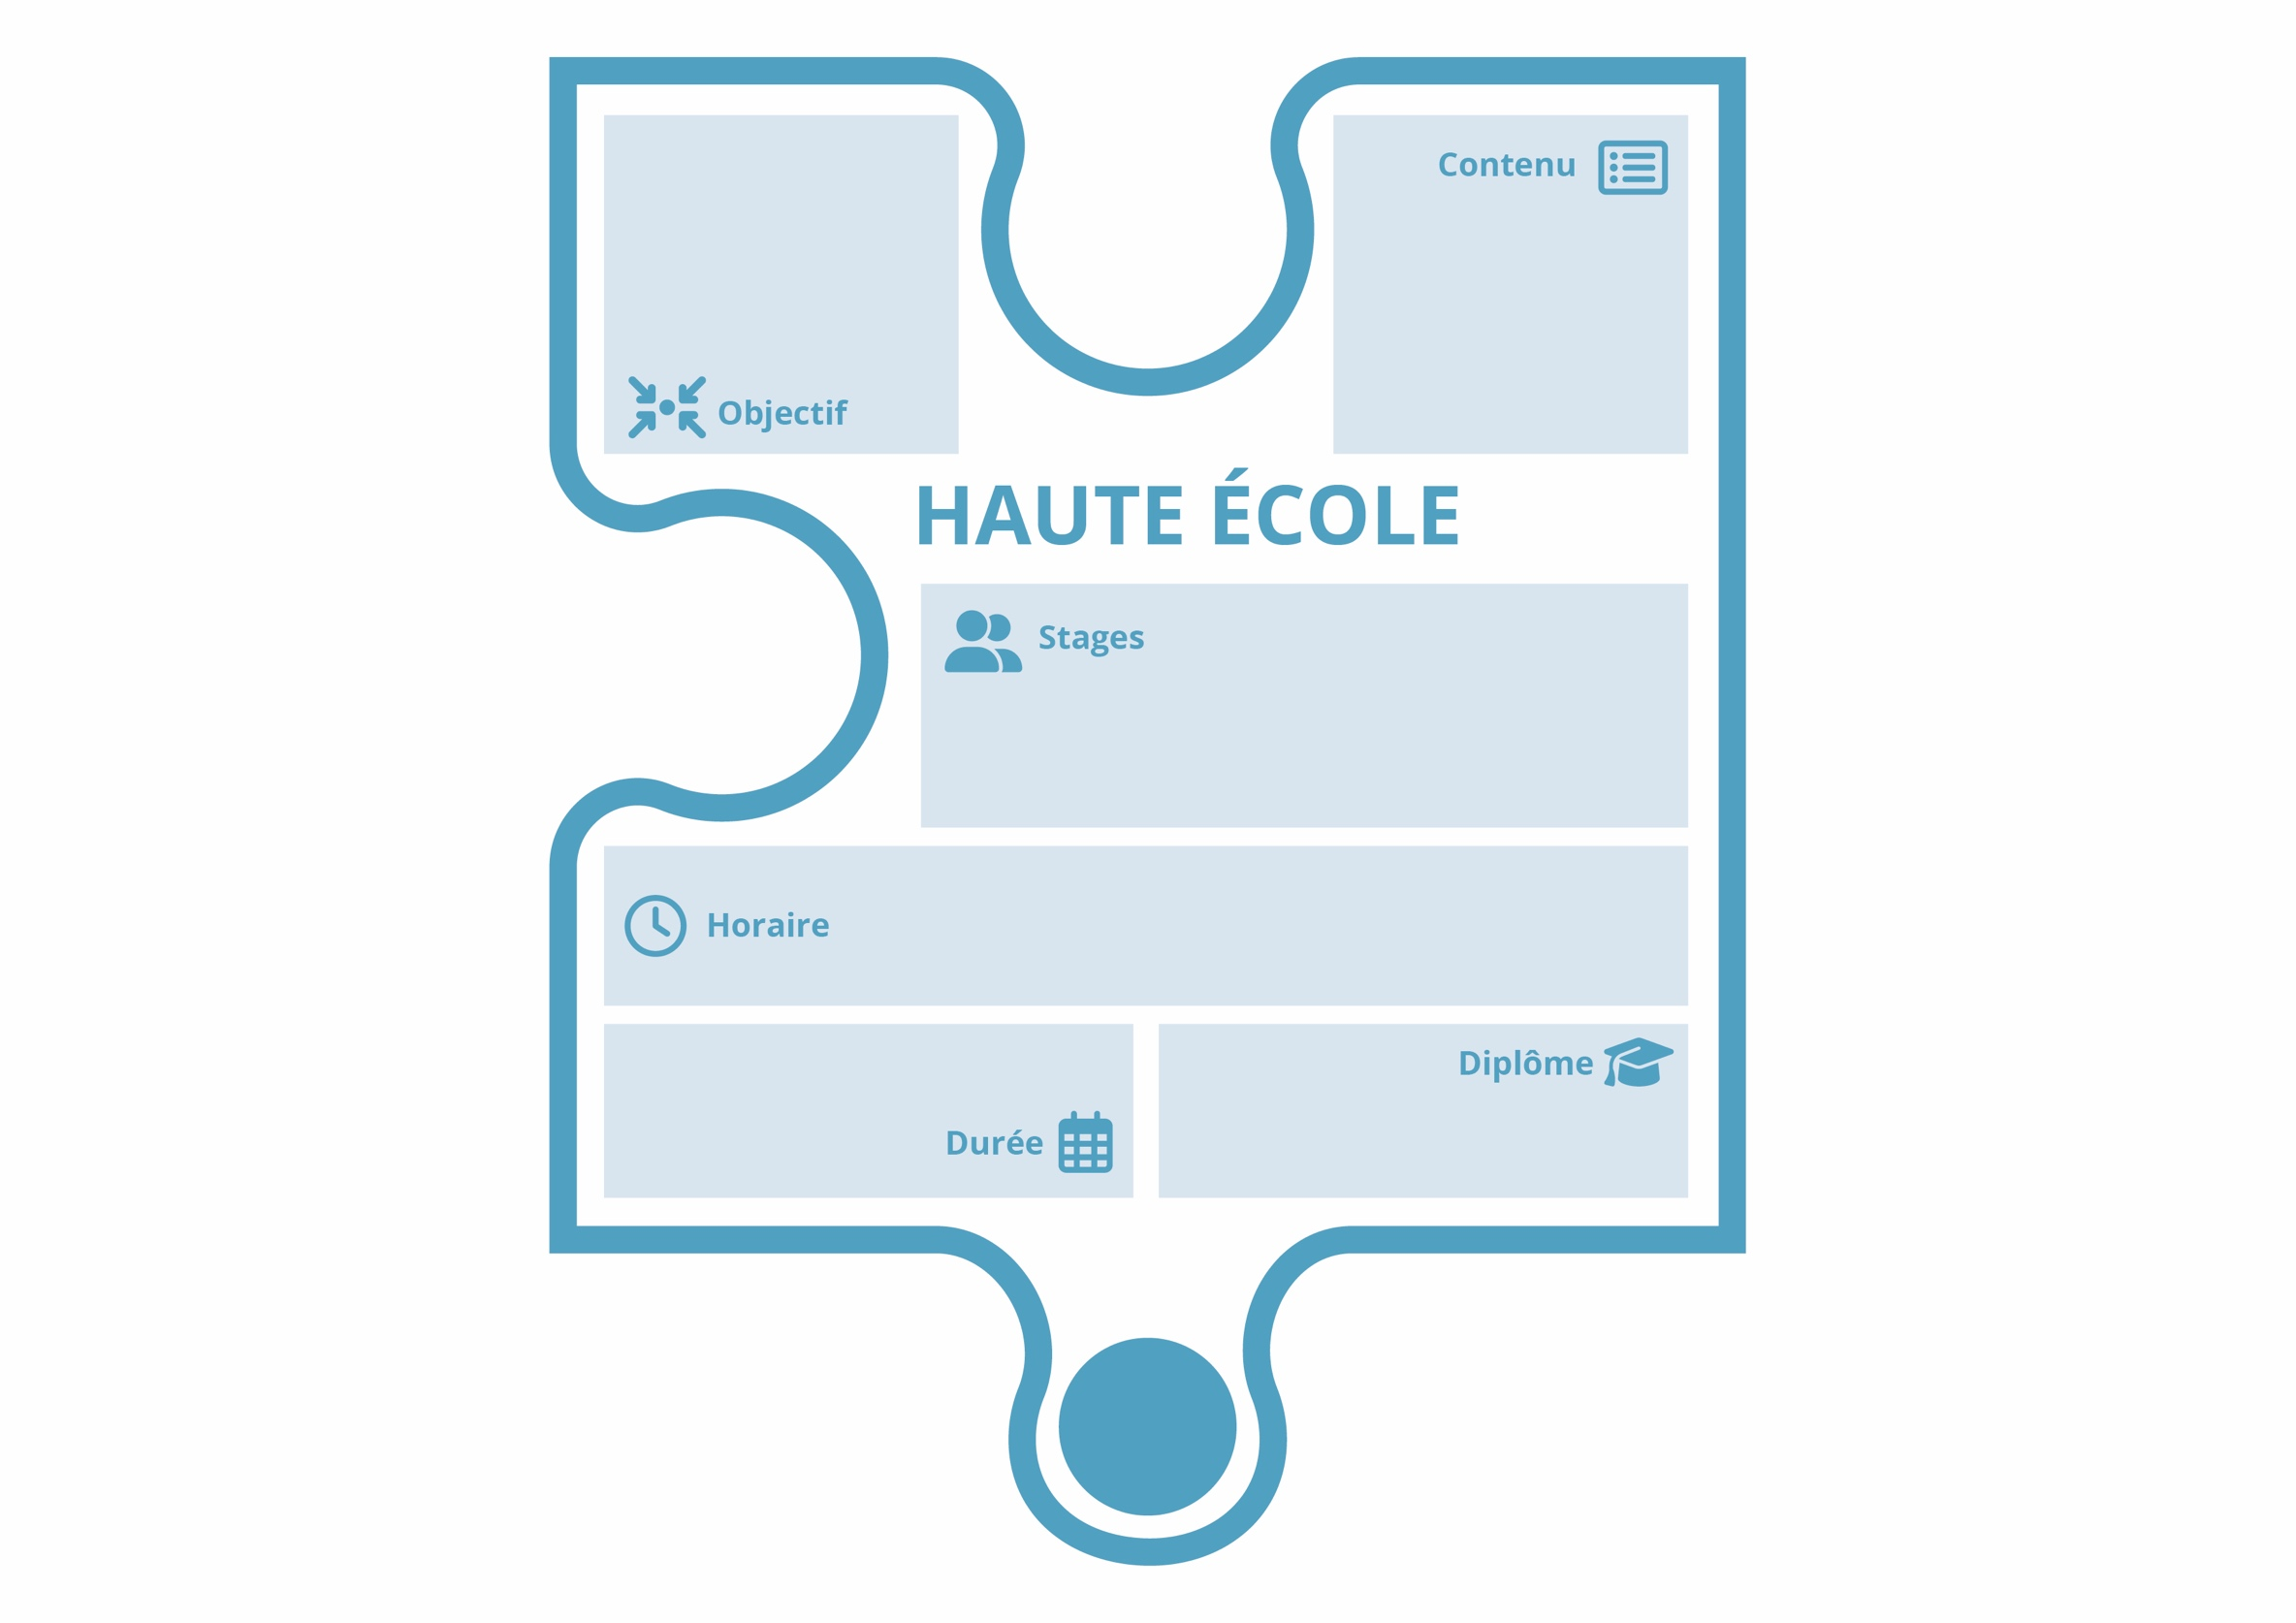 Contenu
Objectif
HAUTE ÉCOLE
Stages
Horaire
Diplôme
Durée